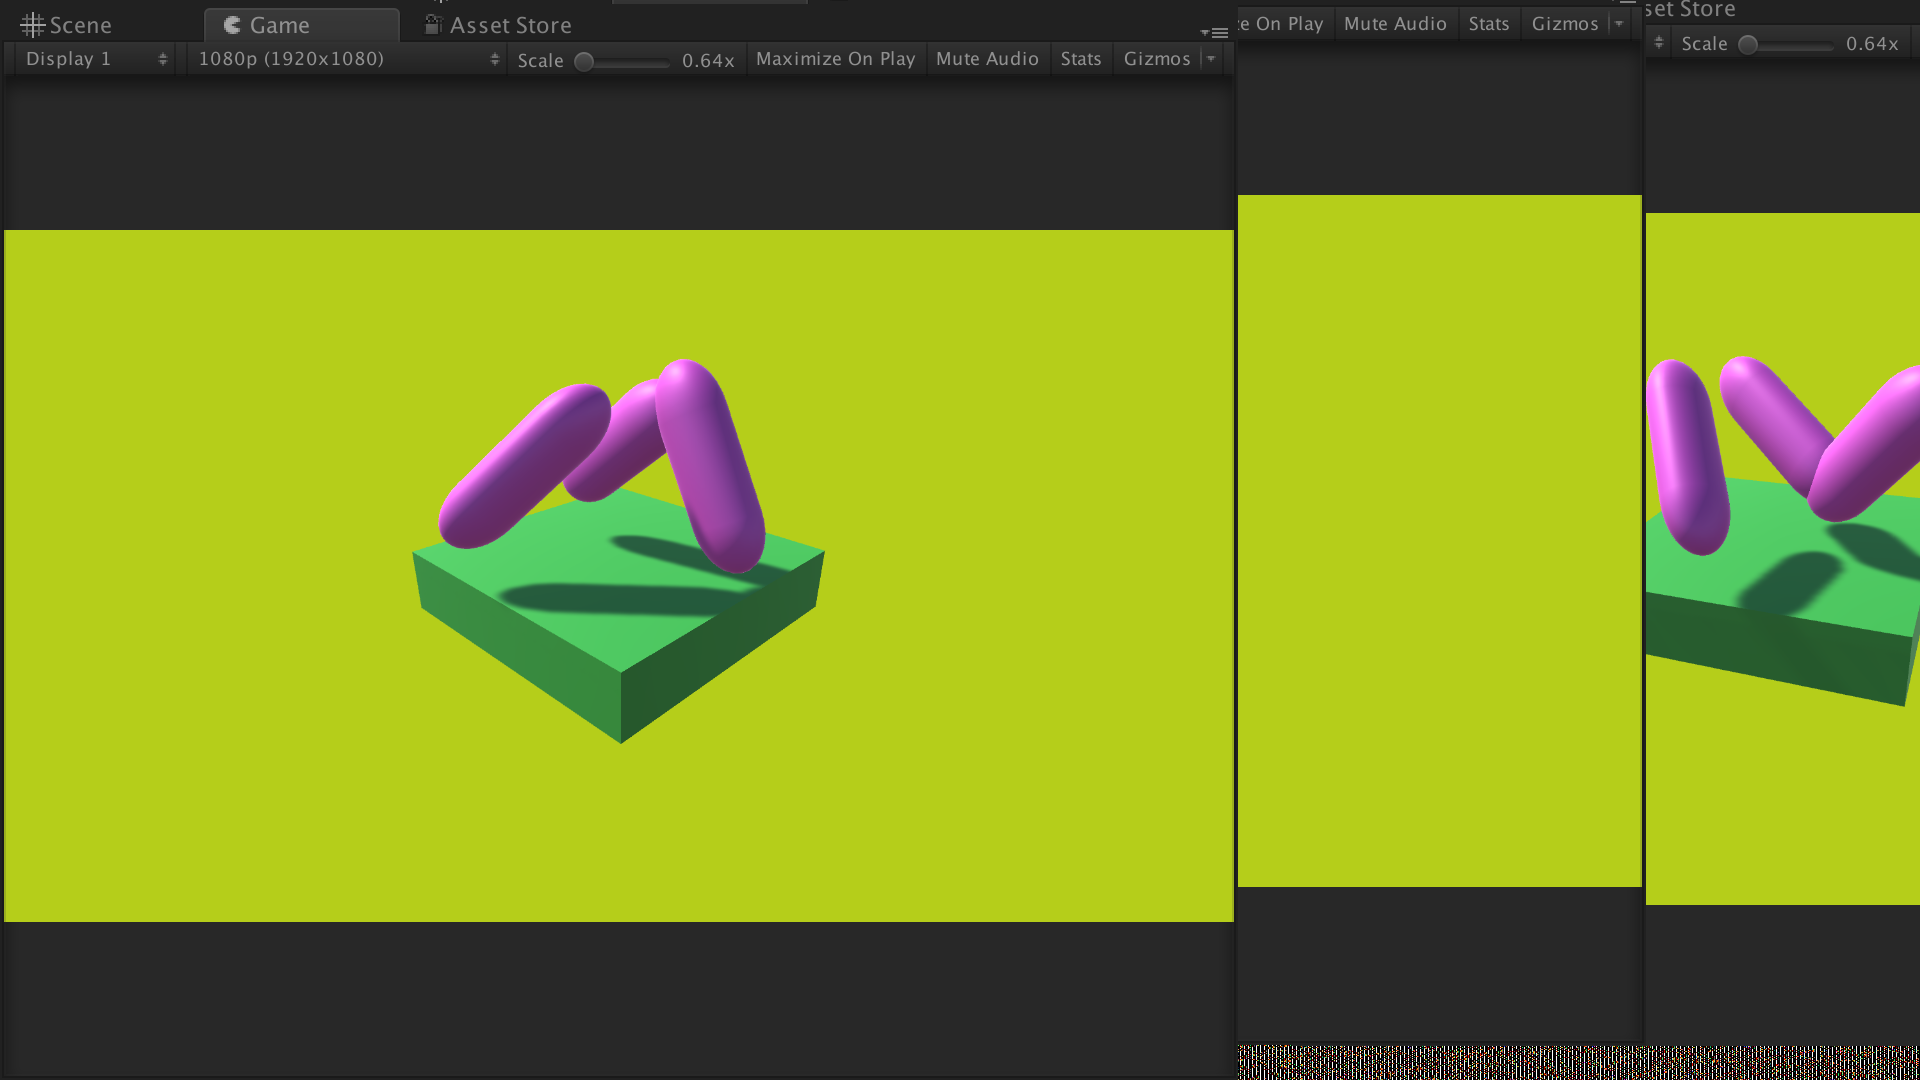 Scene Game Asset Store
Display 1 1080p (1920x1080) Scale 0.64x Maximize On Play Mute Audio Stats Gizmos
On Play Mute Audio Stats Gizmos
Store
Scale 0.64x